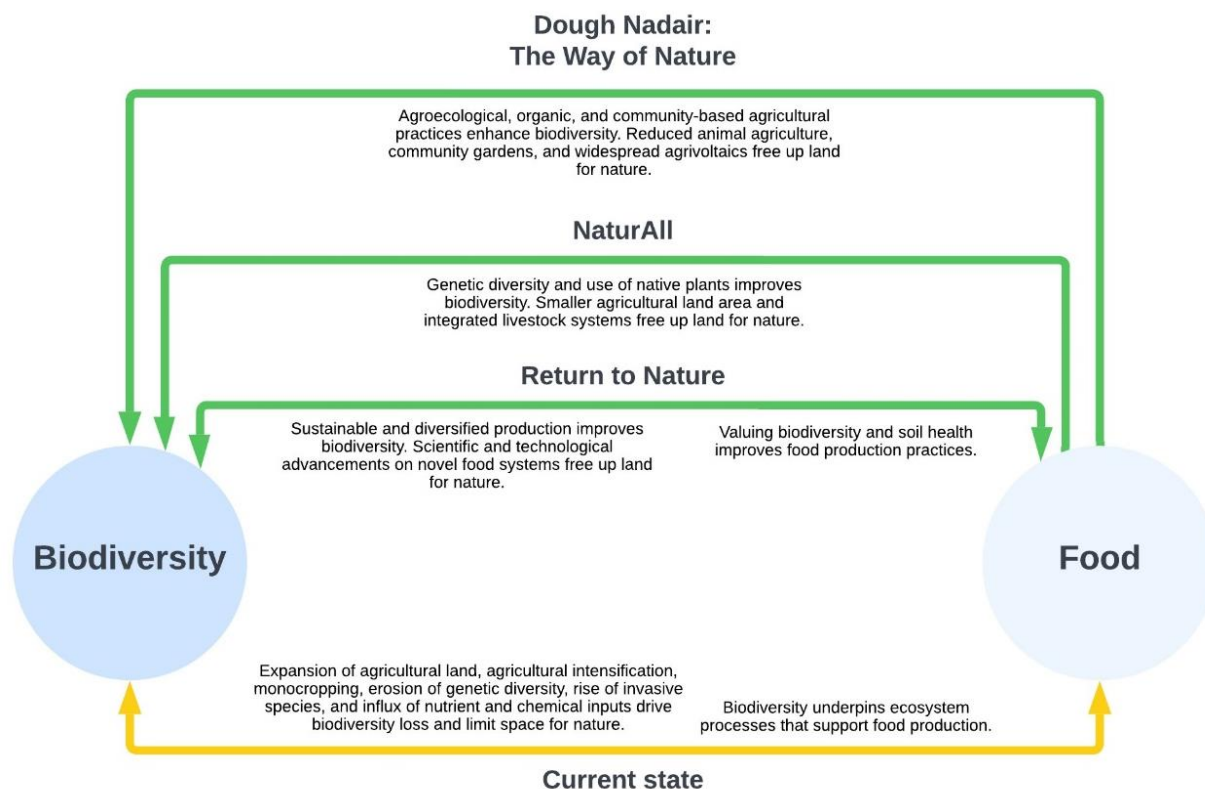 Dough Nadair:
The Way of Nature
Agroecological, organic, and community-based agricultural
practices enhance biodiversity. Reduced animal agriculture,
community gardens, and widespread agrivoltaics free up land
for nature.
NaturAll
Genetic diversity and use of native plants improves
biodiversity. Smaller agricultural land area and
integrated livestock systems free up land for nature.
Return to Nature
Sustainable and diversified production improves
biodiversity. Scientific and technological
advancements on novel food systems free up land
for nature.
Valuing biodiversity and soil health
improves food production practices.
Biodiversity
Food
Expansion of agricultural land, agricultural intensification,
monocropping, erosion of genetic diversity, rise of invasive
species, and influx of nutrient and chemical inputs drive
biodiversity loss and limit space for nature.
Biodiversity underpins ecosystem
processes that support food production.
Current state